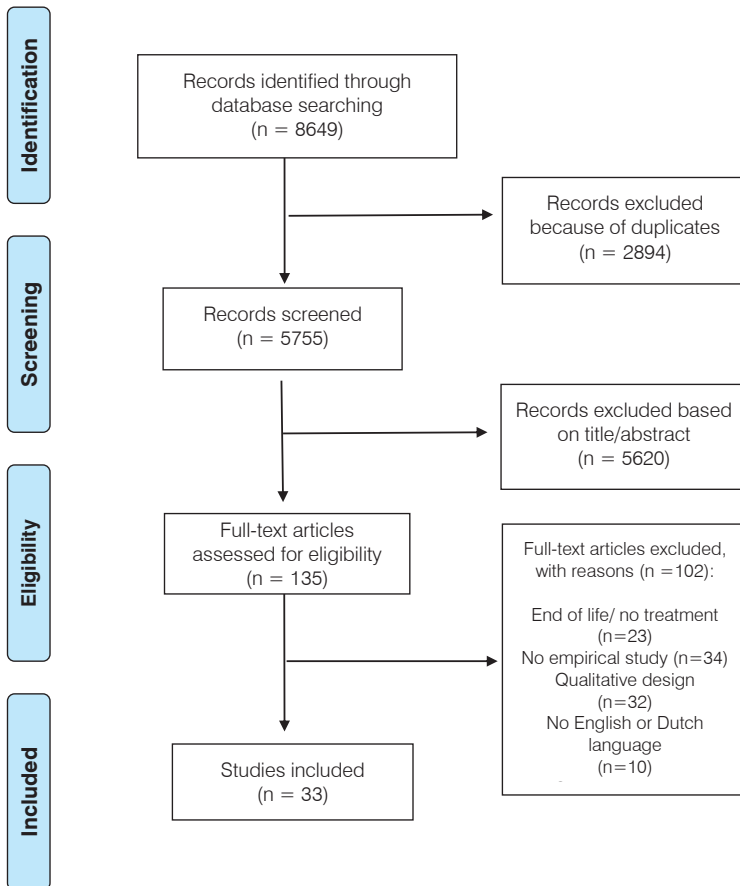 Identification
Records identified through
database searching
(n = 8649)
Records excluded
because of duplicates
(n = 2894)
Screening
Records screened
(n = 5755)
Records excluded based
on title/abstract
(n = 5620)
Eligibility
Full-text articles
assessed for eligibility
(n = 135)
Full-text articles excluded,
with reasons (n =102):
End of life/ no treatment
(n=23)
No empirical study (n=34)
Qualitative design
(n=32)
No English or Dutch
language
(n=10)
Included
Studies included
(n = 33)